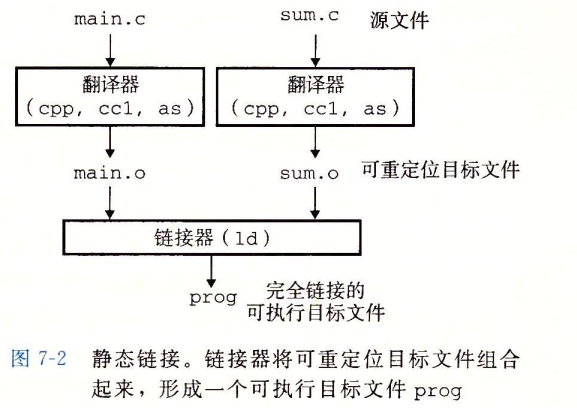 main.c sum.c 源文件
翻译器 翻译器
(cpp, cc1, as) (cpp, cc1, as)
main.o sum.o 可重定位目标文件
链接器(ld)
prog 完全链接的
可执行目标文件
图 7-2 静态链接。链接器将可重定位目标文件组合
起来，形成一个可执行目标文件 prog